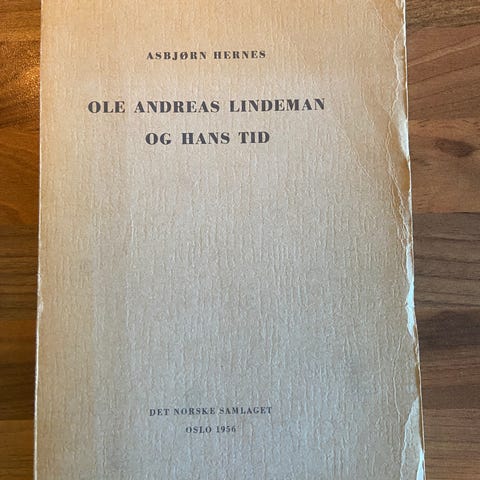 ASBJØRN HERNES
OLE ANDREAS LINDEMAN
OG HANS TID
DET NORSKE SAMLAGET
OSLO 1956